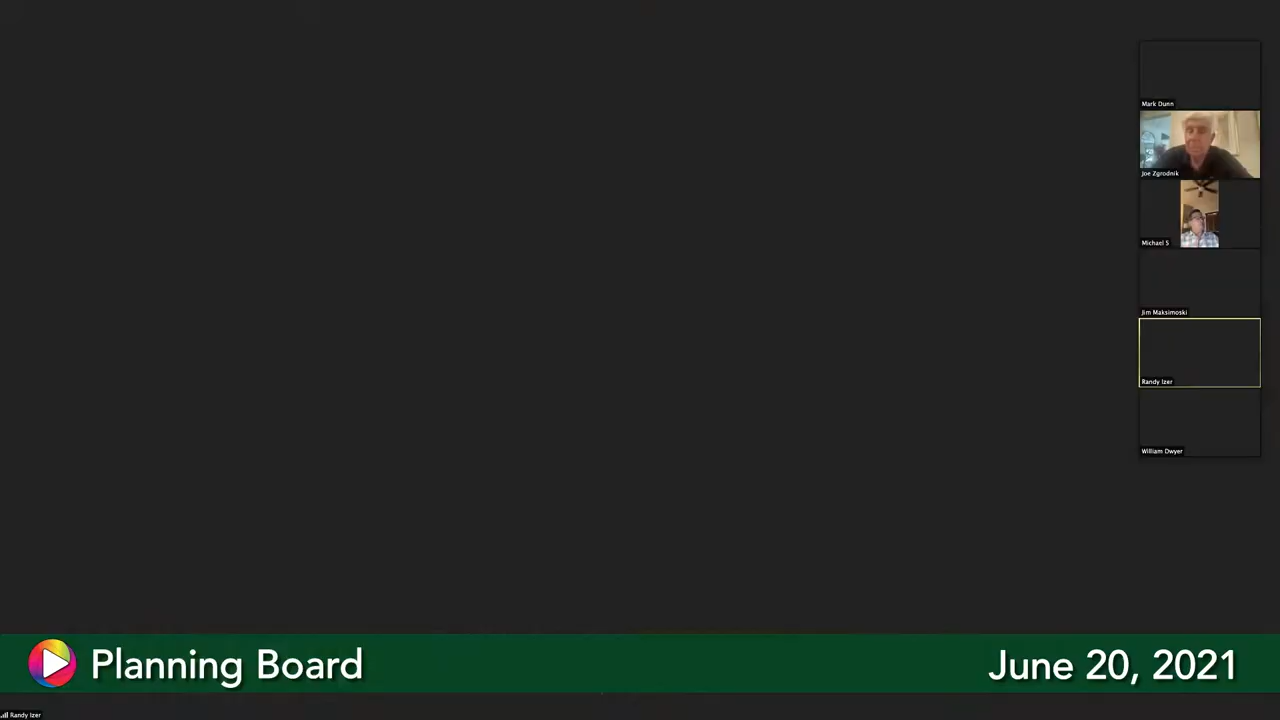 Mark Dunn
Joe Zgrodnik
Michael S
Jim Maksimoski
Randy Izer
William Dwyer
Planning Board
June 20, 2021
Randy Izer